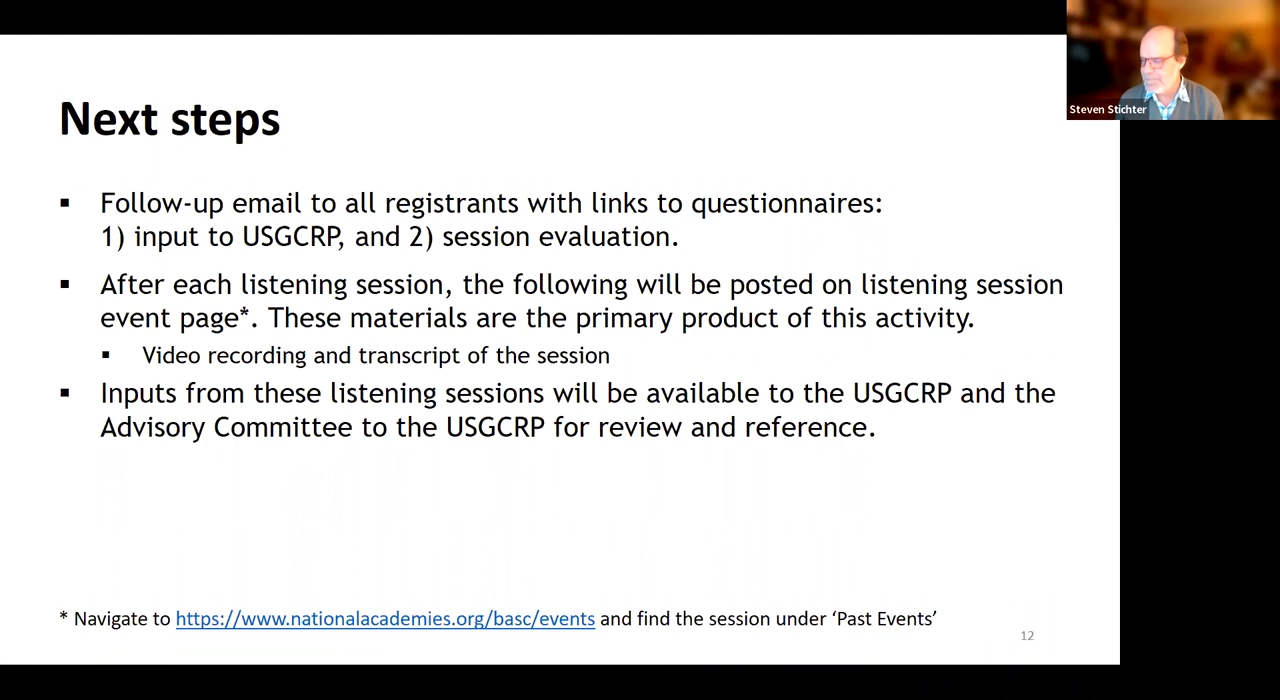 Steven Stichter
Next steps
▪ Follow-up email to all registrants with links to questionnaires:
1) input to USGCRP, and 2) session evaluation.
▪ After each listening session, the following will be posted on listening session
event page*. These materials are the primary product of this activity.
▪ Video recording and transcript of the session
▪ Inputs from these listening sessions will be available to the USGCRP and the
Advisory Committee to the USGCRP for review and reference.
* Navigate to https://www.nationalacademies.org/basc/events and find the session under ‘Past Events’
12